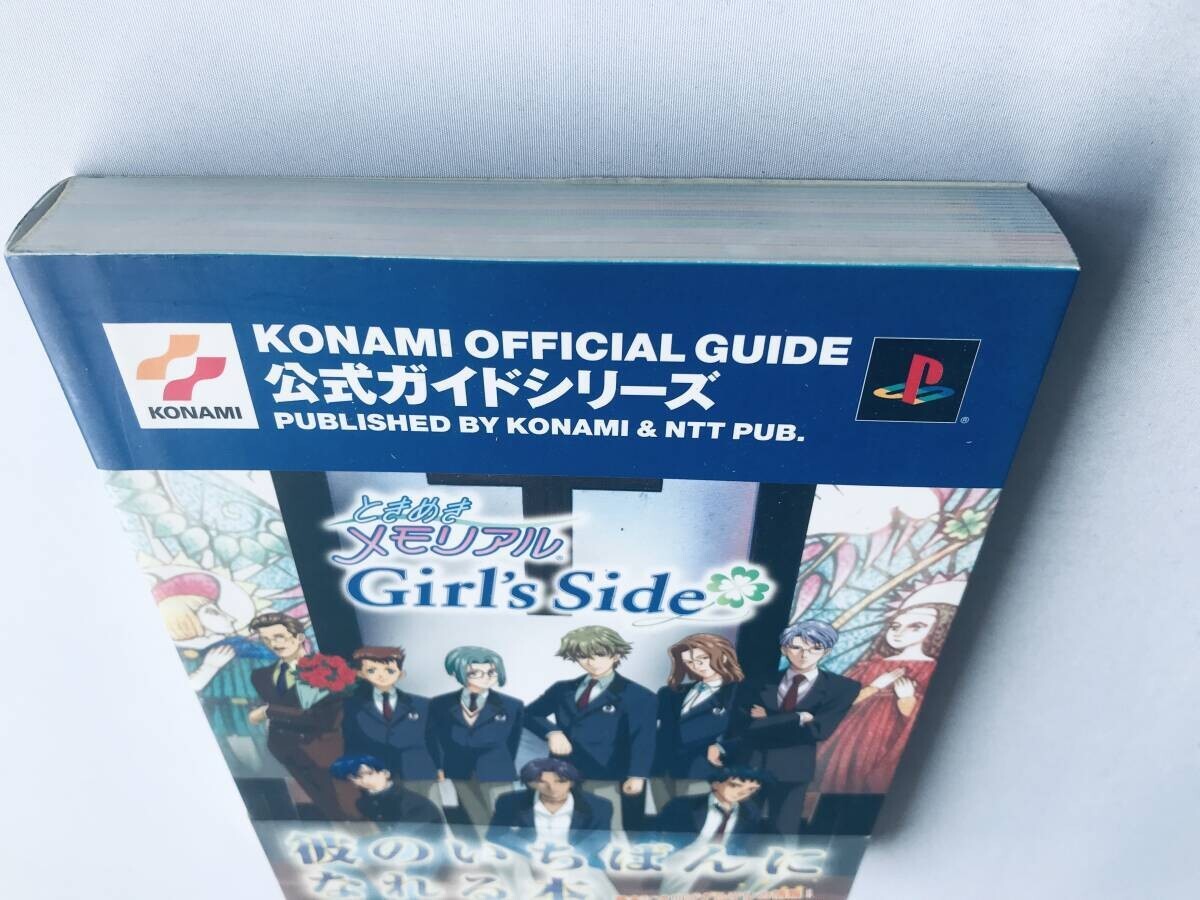 KONAMI OFFICIAL GUIDE
公式ガイドシリーズ
PUBLISHED BY KONAMI & NTT PUB.
KONAMI
ときめき
メモリアル
Girl's Side
彼のいちばんに
なれる本